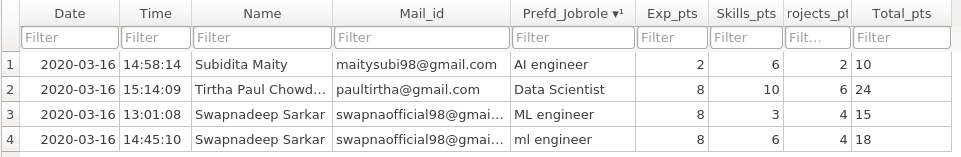 Date Time Name Mail_id Prefd_Jobrole ▾¹ Exp_pts Skills_pts rojects_pt Total_pts
Filter Filter Filter Filter Filter Filter Filter Filt... Filter
1 2020-03-16 14:58:14 Subidita Maity maitysubi98@gmail.com AI engineer 2 6 2 10
2 2020-03-16 15:14:09 Tirtha Paul Chowd... paultirtha@gmail.com Data Scientist 8 10 6 24
3 2020-03-16 13:01:08 Swapnadeep Sarkar swapnaofficial98@gmai... ML engineer 8 3 4 15
4 2020-03-16 14:45:10 Swapnadeep Sarkar swapnaofficial98@gmai... ml engineer 8 6 4 18